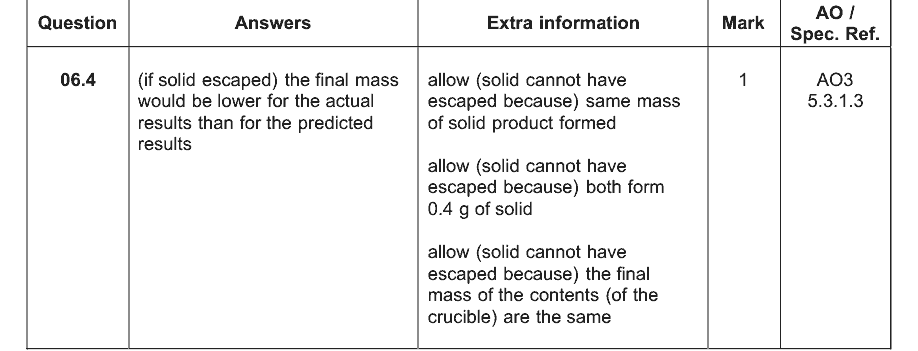 Question Answers Extra information Mark AO /
Spec. Ref.
06.4 (if solid escaped) the final mass
would be lower for the actual
results than for the predicted
results
allow (solid cannot have
escaped because) same mass
of solid product formed
allow (solid cannot have
escaped because) both form
0.4 g of solid
allow (solid cannot have
escaped because) the final
mass of the contents (of the
crucible) are the same
1
AO3
5.3.1.3